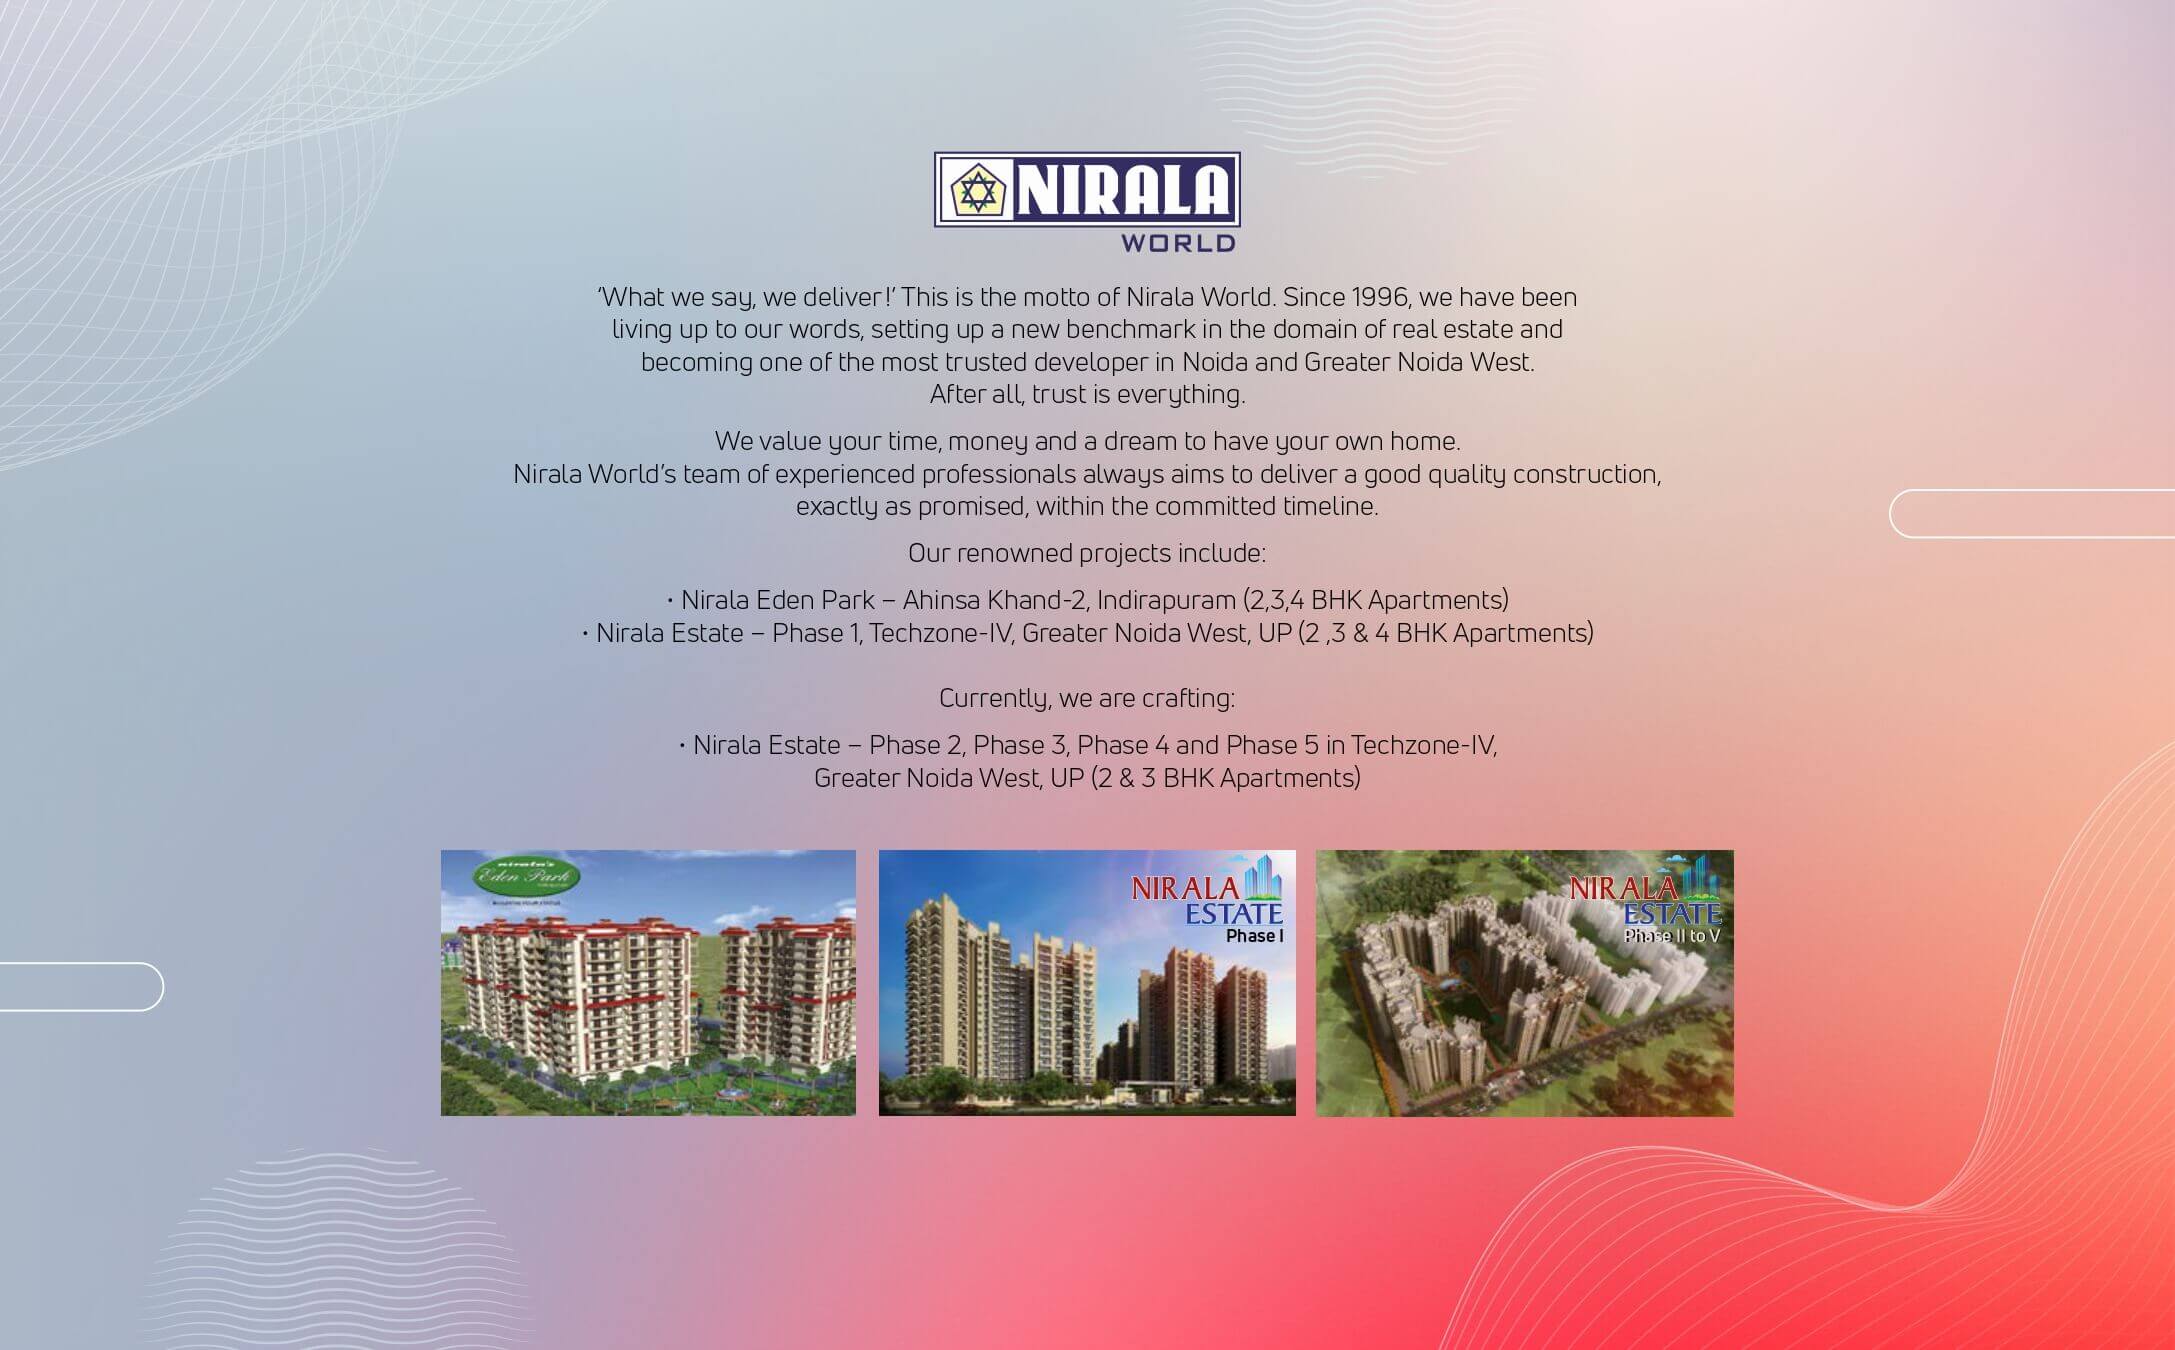 NIRALA
WORLD
‘What we say, we deliver!’ This is the motto of Nirala World. Since 1996, we have been
living up to our words, setting up a new benchmark in the domain of real estate and
becoming one of the most trusted developer in Noida and Greater Noida West.
After all, trust is everything.
We value your time, money and a dream to have your own home.
Nirala World’s team of experienced professionals always aims to deliver a good quality construction,
exactly as promised, within the committed timeline.
Our renowned projects include:
• Nirala Eden Park – Ahinsa Khand-2, Indirapuram (2,3,4 BHK Apartments)
• Nirala Estate – Phase 1, Techzone-IV, Greater Noida West, UP (2 ,3 & 4 BHK Apartments)
Currently, we are crafting:
• Nirala Estate – Phase 2, Phase 3, Phase 4 and Phase 5 in Techzone-IV,
Greater Noida West, UP (2 & 3 BHK Apartments)
nirala's
Eden Park
NIRALA
ESTATE
Phase I
NIRALA
ESTATE
Phase II to V